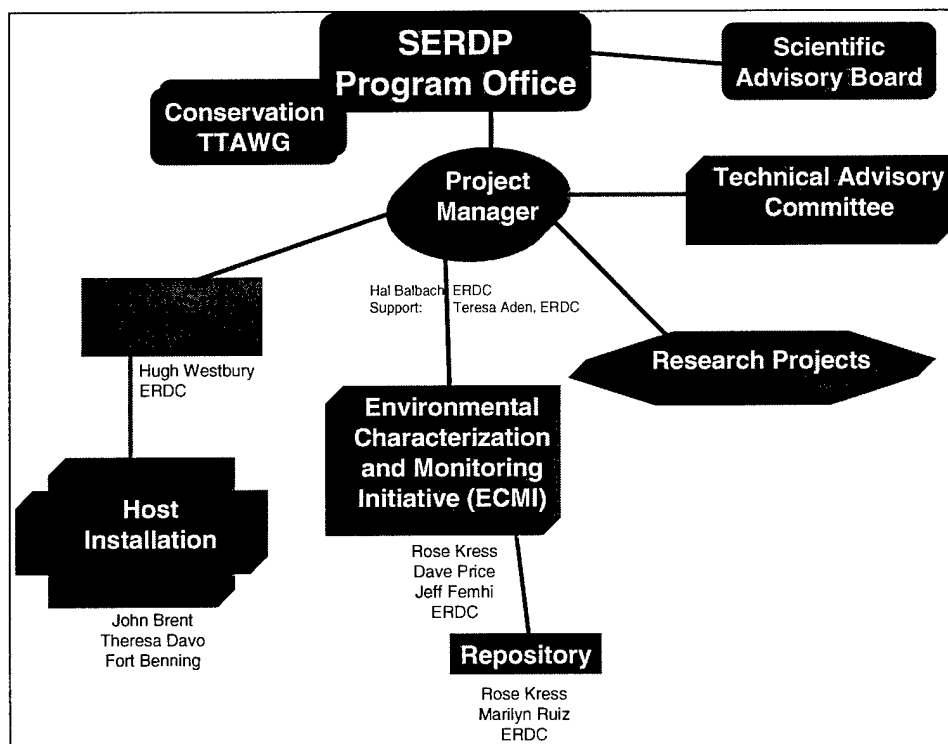 SERDP
Program Office
Scientific
Advisory Board
Conservation
TTAWG
Project
Manager
Technical Advisory
Committee
Hal Balbach, ERDC
Support: Teresa Aden, ERDC
Hugh Westbury
ERDC
Research Projects
Environmental
Characterization
and Monitoring
Initiative (ECMI)
Host
Installation
Rose Kress
Dave Price
Jeff Femhi
ERDC
John Brent
Theresa Davo
Fort Benning
Repository
Rose Kress
Marilyn Ruiz
ERDC